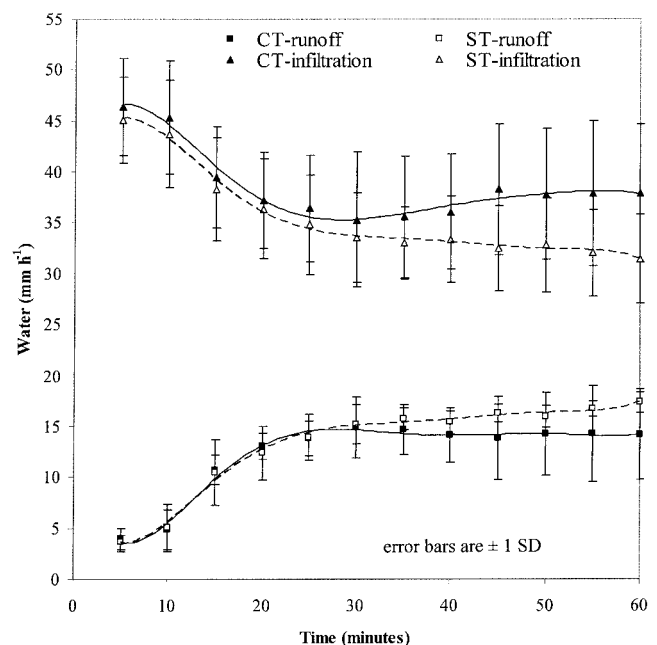 55
50
45
40
35
30
25
20
15
10
5
0
Water (mm h-1)
CT-runoff
ST-runoff
CT-infiltration
ST-infiltration
error bars are ± 1 SD
0 10 20 30 40 50 60
Time (minutes)